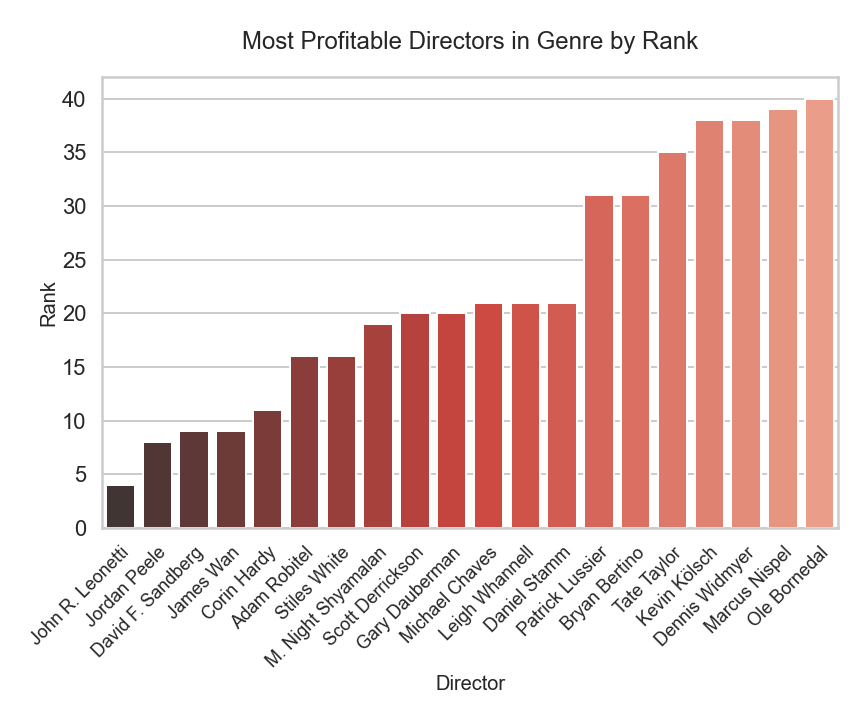 Most Profitable Directors in Genre by Rank
Rank
40
35
30
25
20
15
10
5
0
John R. Leonetti
Jordan Peele
David F. Sandberg
James Wan
Corin Hardy
Adam Robitel
Stiles White
M. Night Shyamalan
Scott Derrickson
Gary Dauberman
Michael Chaves
Leigh Whannell
Daniel Stamm
Patrick Lussier
Bryan Bertino
Tate Taylor
Kevin Kölsch
Dennis Widmyer
Marcus Nispel
Ole Bornedal
Director